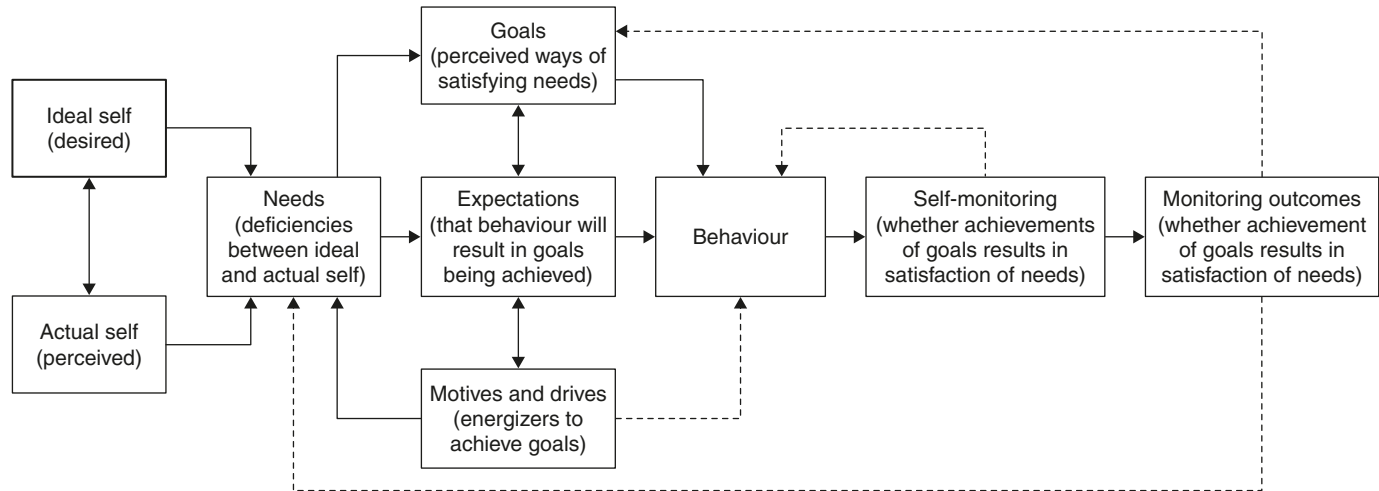 Goals
(perceived ways of
satisfying needs)
Ideal self
(desired)
Needs
(deficiencies
between ideal
and actual self)
Expectations
(that behaviour will
result in goals
being achieved)
Behaviour
Self-monitoring
(whether achievements
of goals results in
satisfaction of needs)
Monitoring outcomes
(whether achievement
of goals results in
satisfaction of needs)
Actual self
(perceived)
Motives and drives
(energizers to
achieve goals)